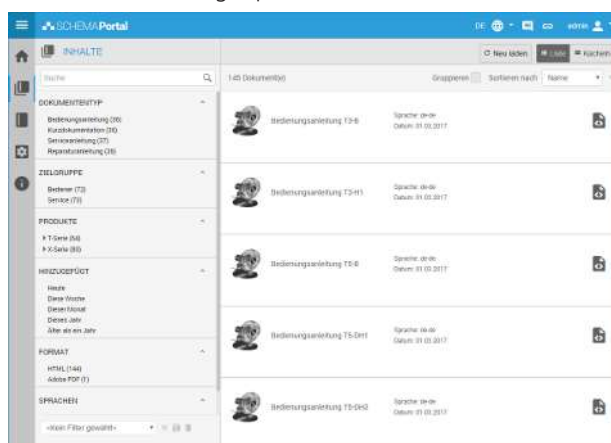 SCHEMAPortal
DE
admin
INHALTE
Neu laden
Liste
Kacheln
Suche
145 Dokument(e)
Gruppieren
Sortieren nach
Name
DOKUMENTENTYP
Bedienungsanleitung (36)
Kurzdokumentation (36)
Serviceanleitung (37)
Reparaturanleitung (36)
ZIELGRUPPE
Bediener (72)
Service (73)
PRODUKTE
T-Serie (64)
X-Serie (80)
HINZUGEFÜGT
Heute
Diese Woche
Dieser Monat
Dieses Jahr
Älter als ein Jahr
FORMAT
HTML (144)
Adobe PDF (1)
SPRACHEN
Bedienungsanleitung T3-B
Sprache: de-de
Datum: 01.03.2017
Bedienungsanleitung T3-H1
Sprache: de-de
Datum: 01.03.2017
Bedienungsanleitung T5-B
Sprache: de-de
Datum: 01.03.2017
Bedienungsanleitung T5-DH1
Sprache: de-de
Datum: 01.03.2017
Bedienungsanleitung T5-DH2
Sprache: de-de
Datum: 01.03.2017
Filter gewählt